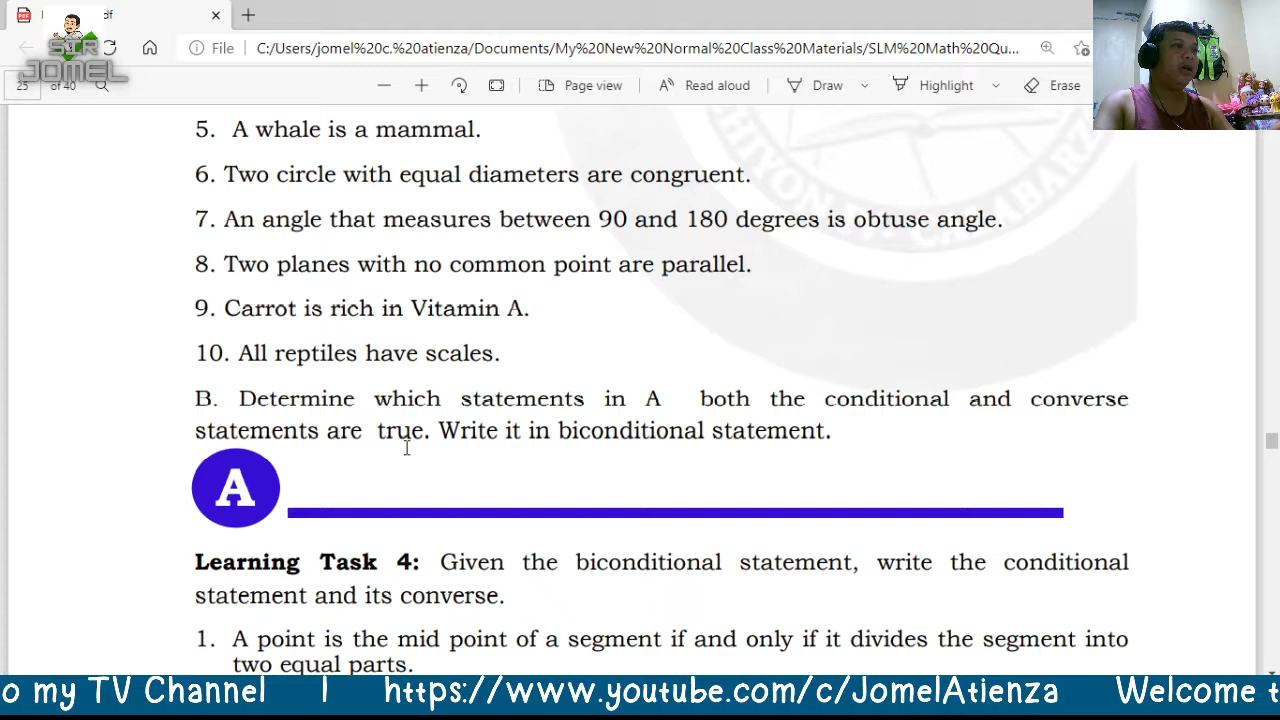 df
SIR
JOMEL
File
C:/Users/jomel%20c.%20atienza/Documents/My%20New%20Normal%20Class%20Materials/SLM%20Math%20Qu...
25 of 40
Page view
Read aloud
Draw
Highlight
Erase
5. A whale is a mammal.
6. Two circle with equal diameters are congruent.
7. An angle that measures between 90 and 180 degrees is obtuse angle.
8. Two planes with no common point are parallel.
9. Carrot is rich in Vitamin A.
10. All reptiles have scales.
B. Determine which statements in A both the conditional and converse
statements are true. Write it in biconditional statement.
A
Learning Task 4: Given the biconditional statement, write the conditional
statement and its converse.
1. A point is the mid point of a segment if and only if it divides the segment into
two equal parts.
o my TV Channel | https://www.youtube.com/c/JomelAtienza Welcome t